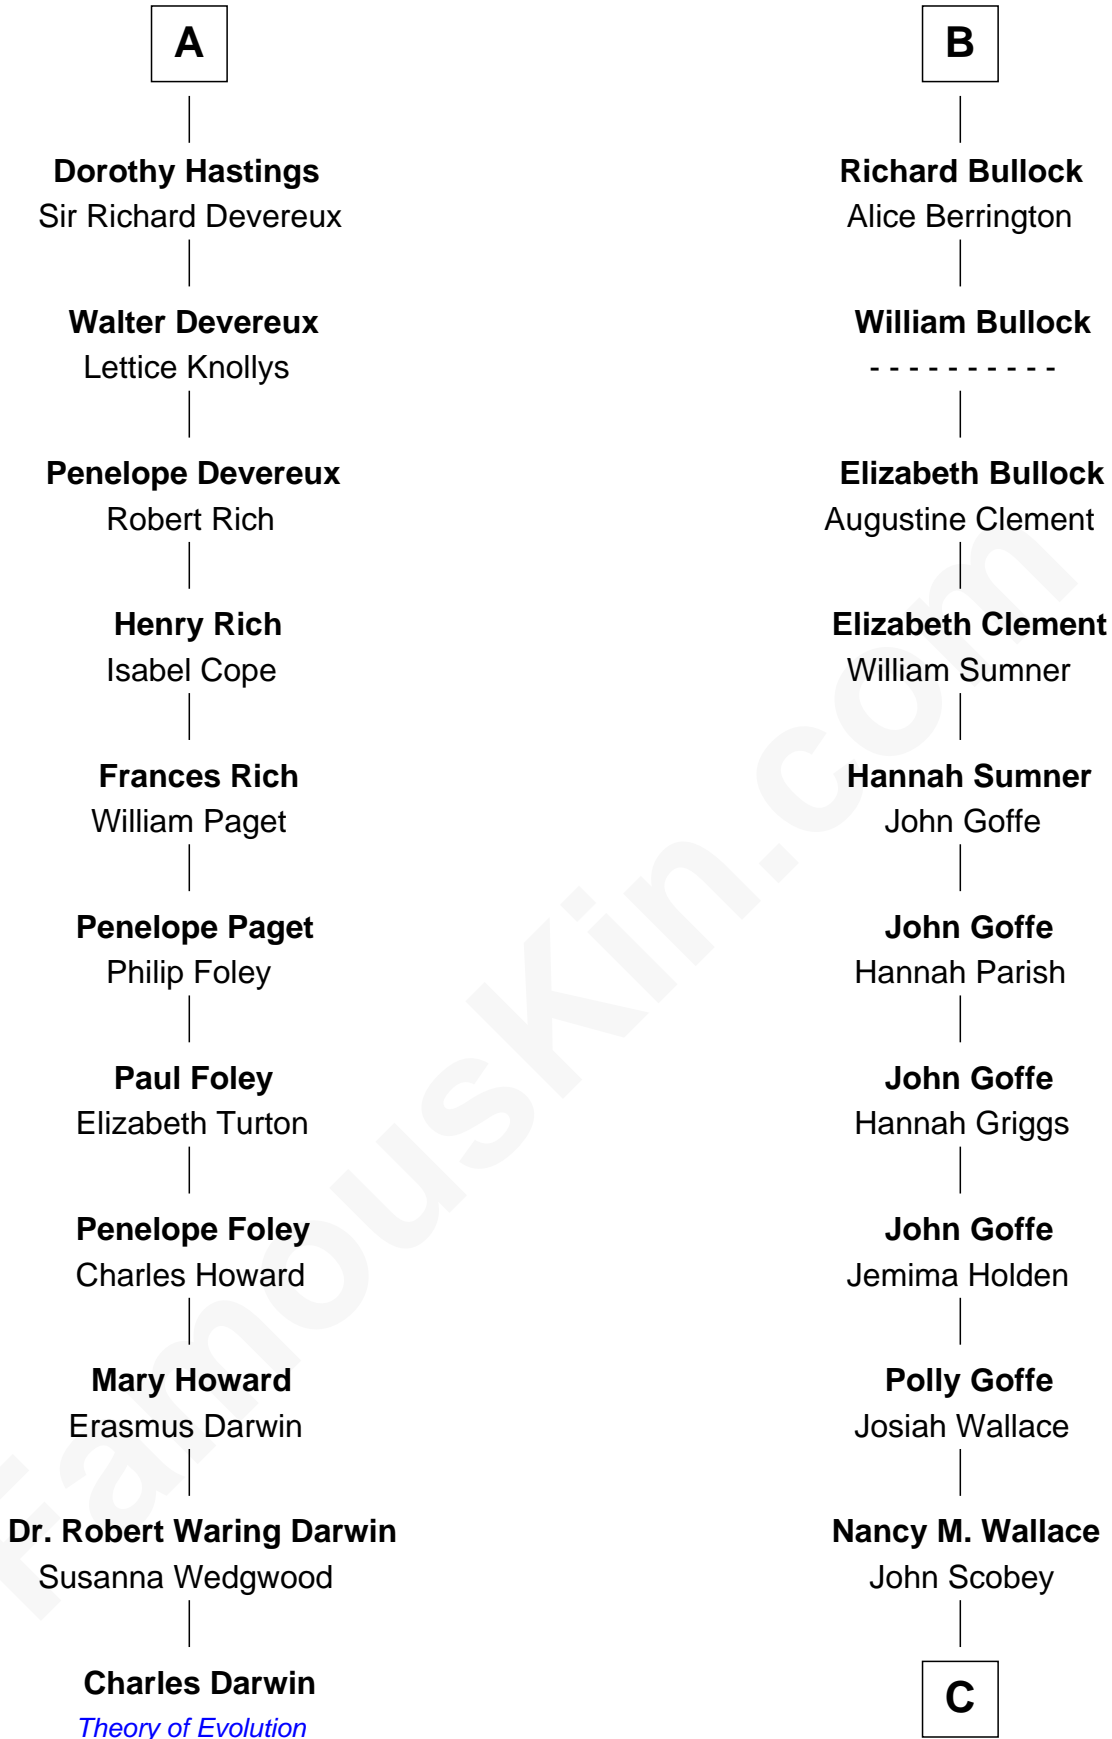 A
Dorothy Hastings
Sir Richard Devereux
Walter Devereux
Lettice Knollys
Penelope Devereux
Robert Rich
Henry Rich
Isabel Cope
Frances Rich
William Paget
Penelope Paget
Philip Foley
Paul Foley
Elizabeth Turton
Penelope Foley
Charles Howard
Mary Howard
Erasmus Darwin
Dr. Robert Waring Darwin
Susanna Wedgwood
Charles Darwin
Theory of Evolution
B
Richard Bullock
Alice Berrington
William Bullock
- - - - - - - - - -
Elizabeth Bullock
Augustine Clement
Elizabeth Clement
William Sumner
Hannah Sumner
John Goffe
John Goffe
Hannah Parish
John Goffe
Hannah Griggs
John Goffe
Jemima Holden
Polly Goffe
Josiah Wallace
Nancy M. Wallace
John Scobey
C
FamousKin.com